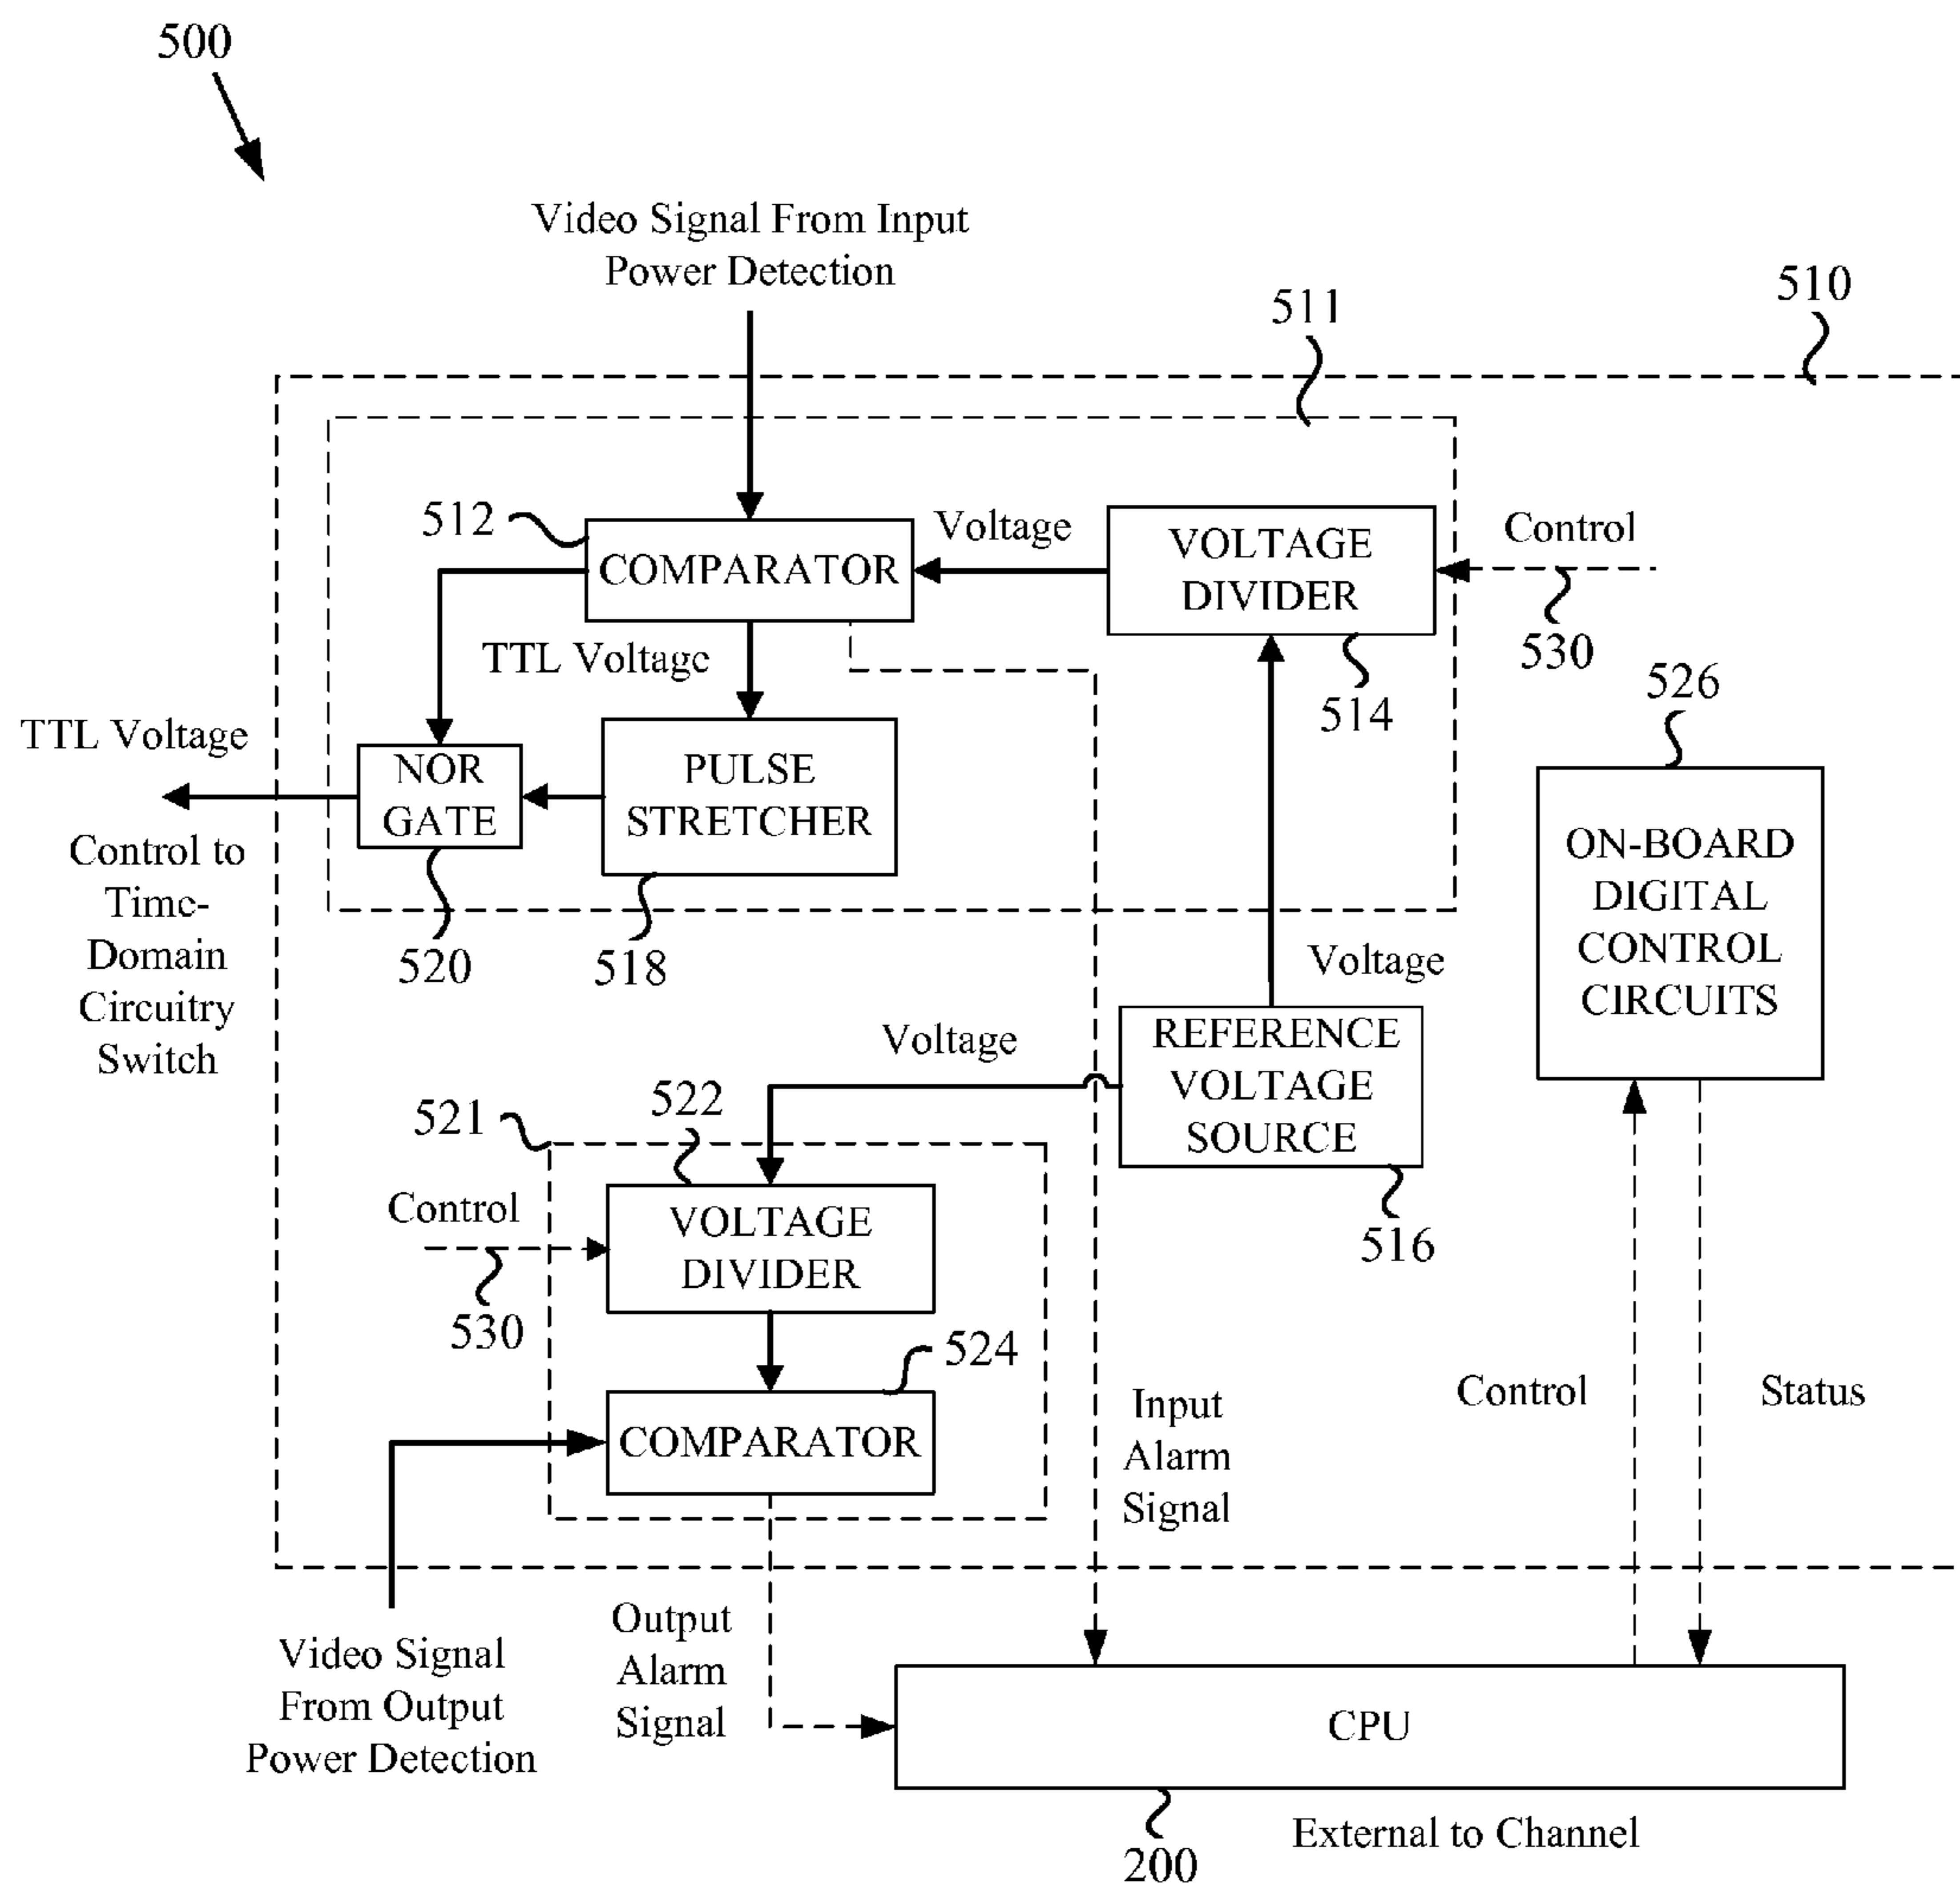 500
Video Signal From Input
Power Detection
510
511
512
COMPARATOR
Voltage
VOLTAGE
DIVIDER
Control
530
514
526
TTL Voltage
TTL Voltage
NOR
GATE
PULSE
STRETCHER
520
518
Control to
Time-
Domain
Circuitry
Switch
ON-BOARD
DIGITAL
CONTROL
CIRCUITS
Voltage
Voltage
REFERENCE
VOLTAGE
SOURCE
516
521
522
Control
530
VOLTAGE
DIVIDER
524
COMPARATOR
Input
Alarm
Signal
Control
Status
Video Signal
From Output
Power Detection
Output
Alarm
Signal
CPU
200
External to Channel